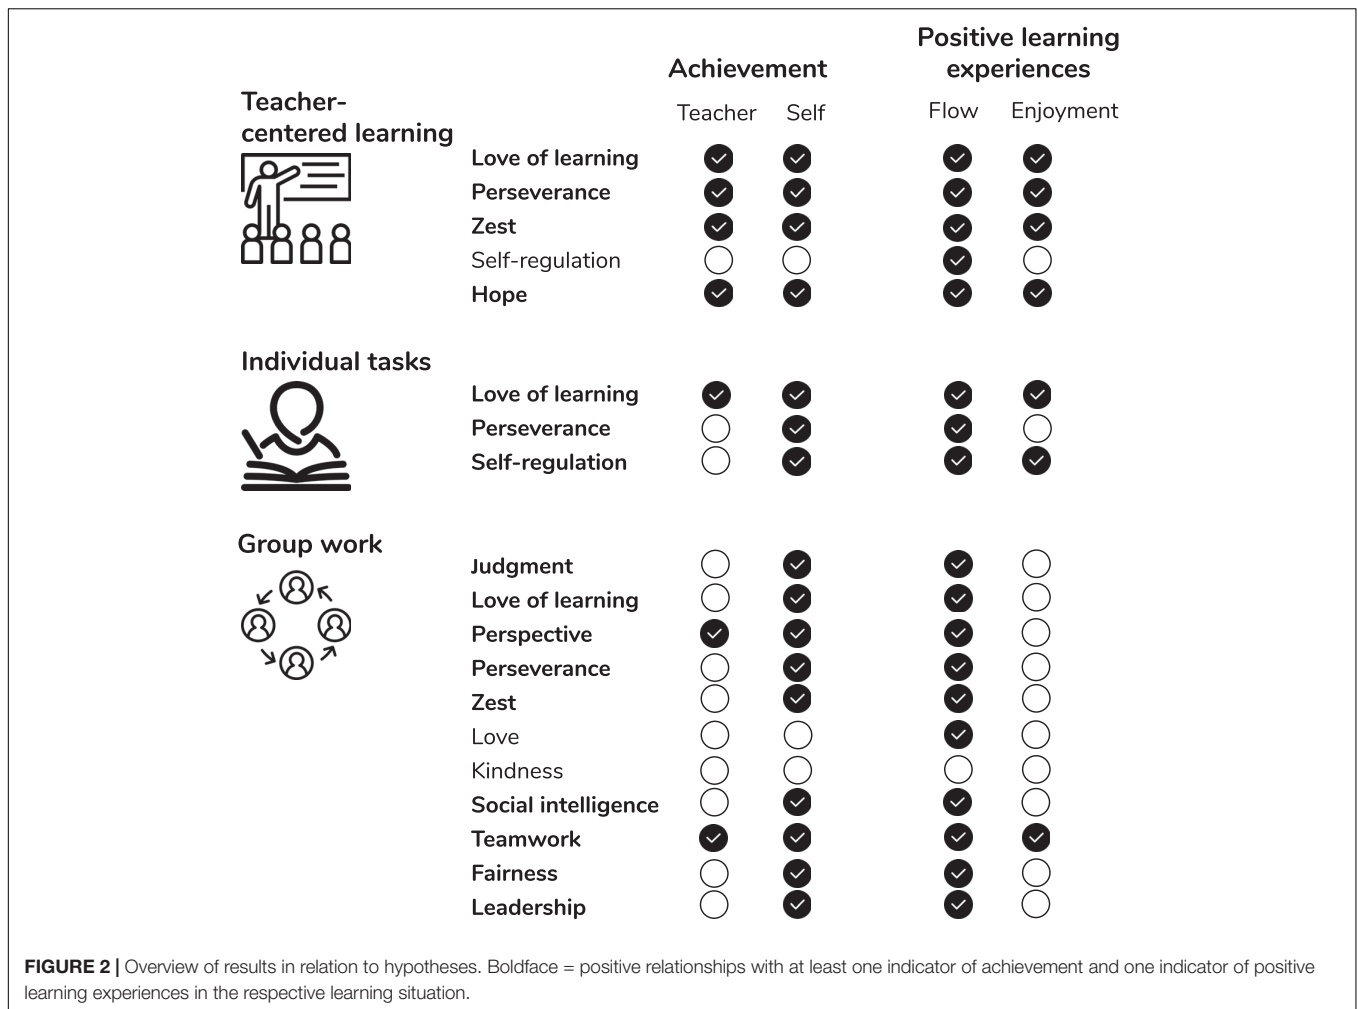 Positive learning
experiences
Achievement
Teacher Self Flow Enjoyment
Teacher-
centered learning
Love of learning
Perseverance
Zest
Self-regulation
Hope
Individual tasks
Love of learning
Perseverance
Self-regulation
Group work
Judgment
Love of learning
Perspective
Perseverance
Zest
Love
Kindness
Social intelligence
Teamwork
Fairness
Leadership
FIGURE 2 | Overview of results in relation to hypotheses. Boldface = positive relationships with at least one indicator of achievement and one indicator of positive
learning experiences in the respective learning situation.